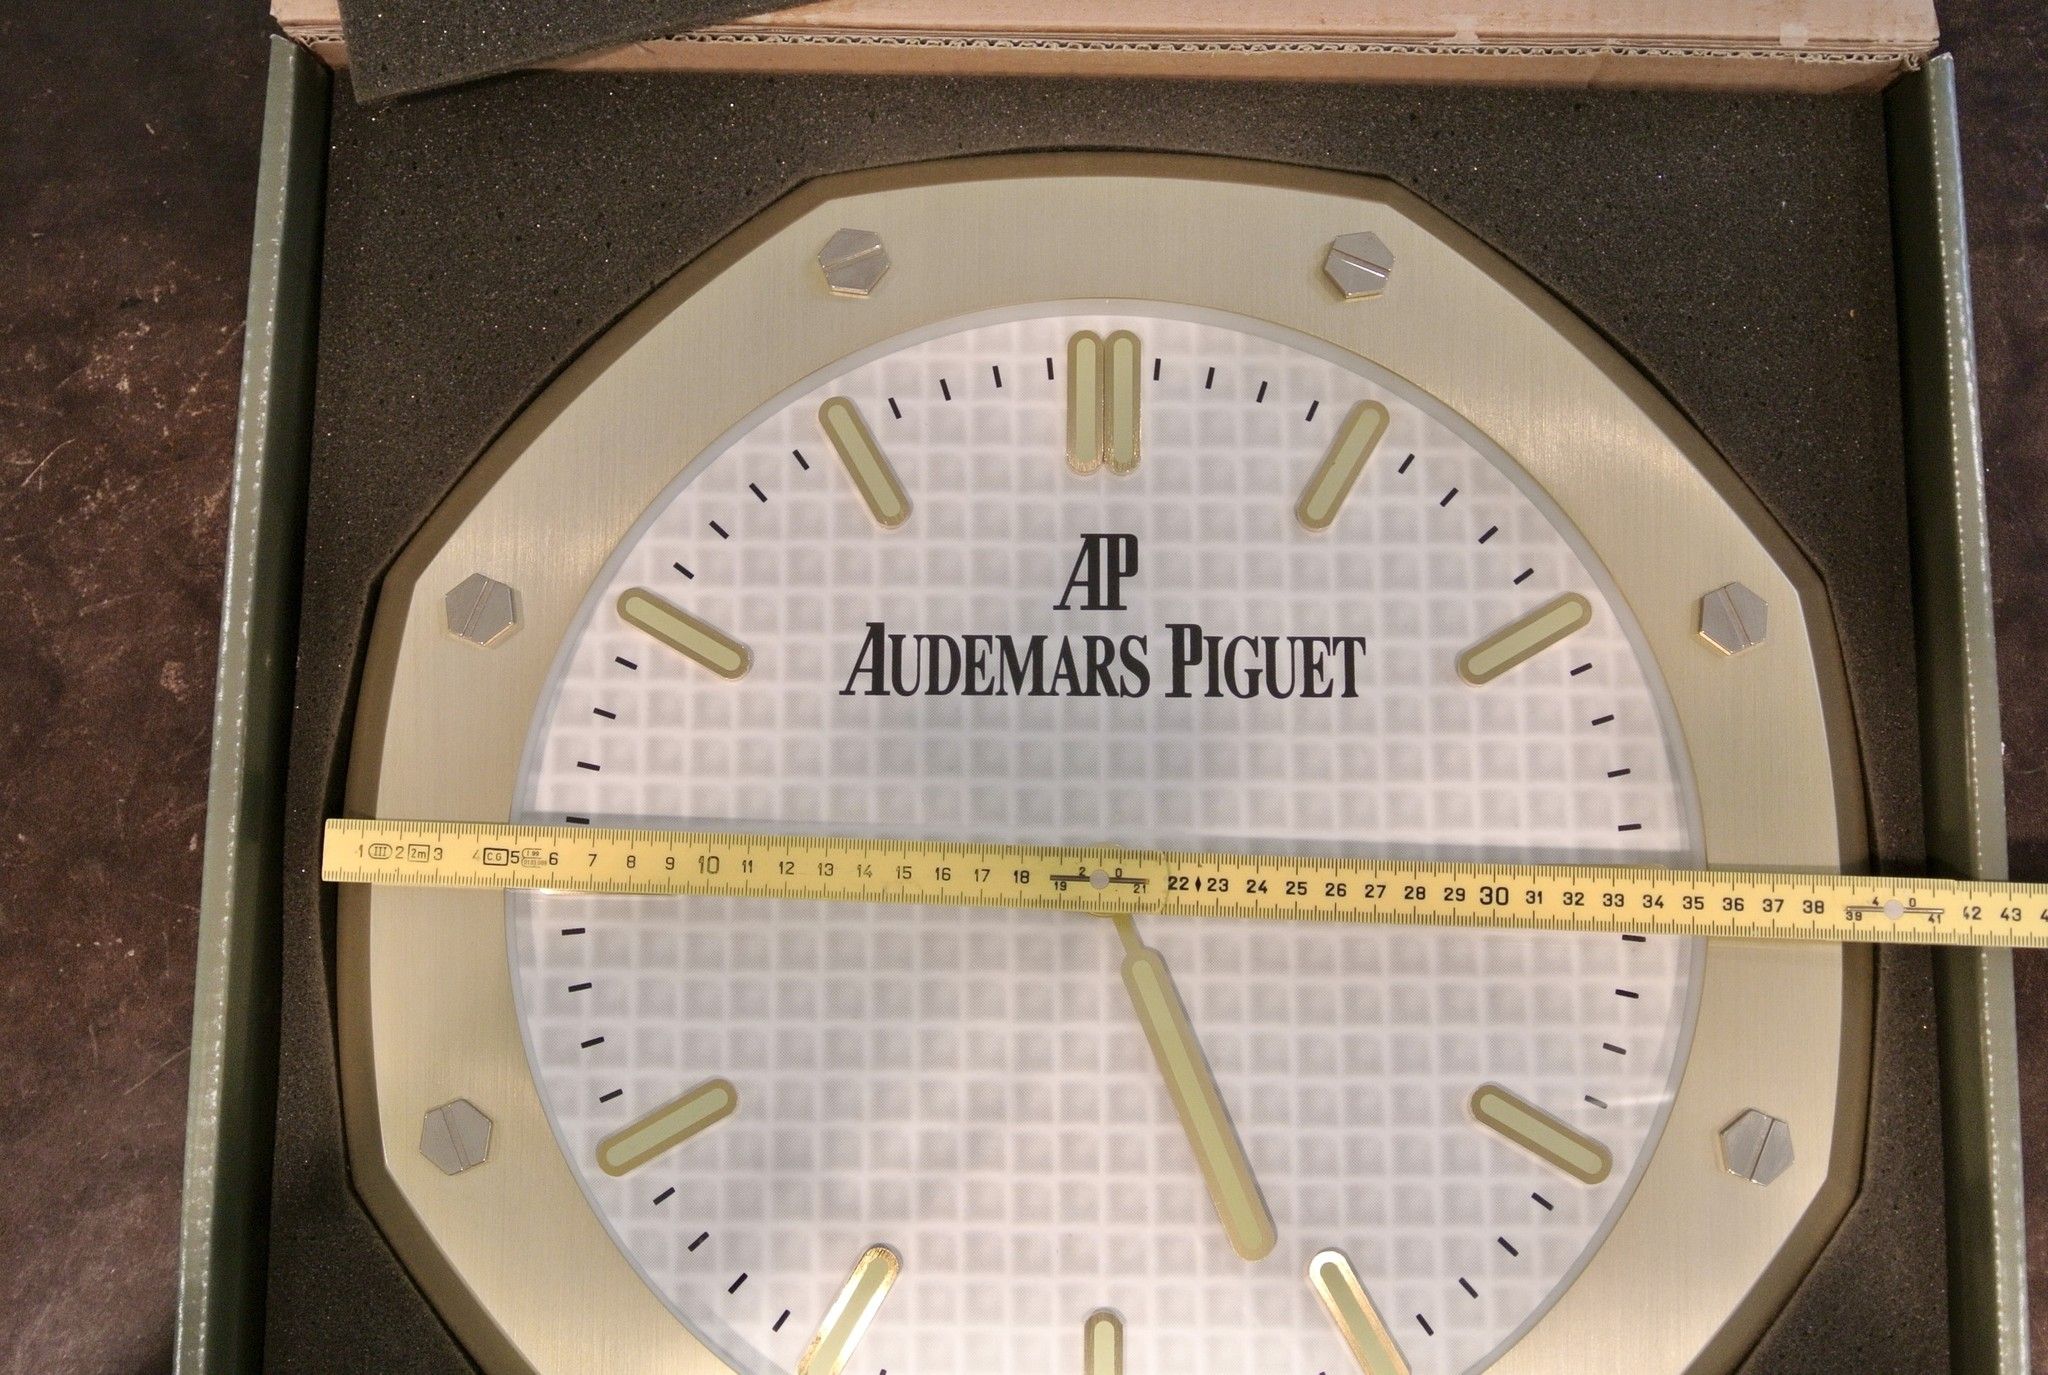 AP
AUDEMARS PIGUET
1 III 2 2m 3 4 C.G 5 6 7 8 9 10 11 12 13 14 15 16 17 18 19 2 0 21 22 23 24 25 26 27 28 29 30 31 32 33 34 35 36 37 38 39 4 0 41 42 43